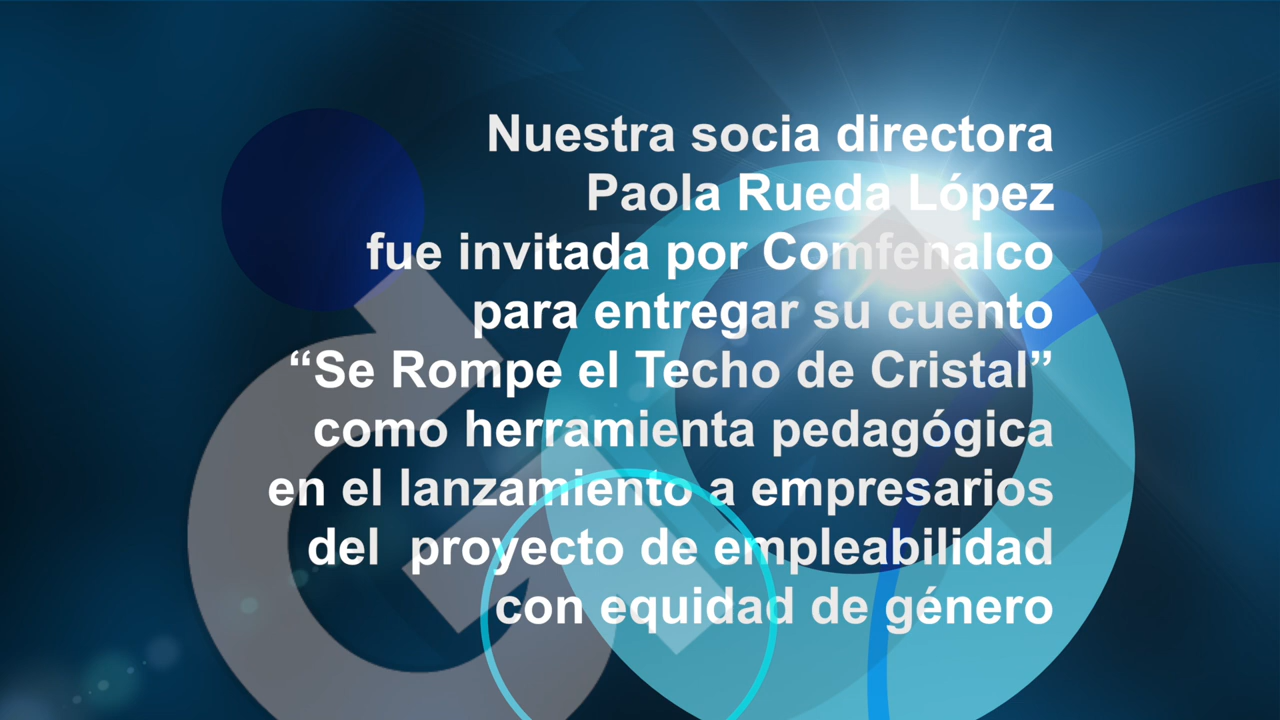 Nuestra socia directora
Paola Rueda López
fue invitada por Comfenalco
para entregar su cuento
“Se Rompe el Techo de Cristal”
como herramienta pedagógica
en el lanzamiento a empresarios
del  proyecto de empleabilidad
con equidad de género